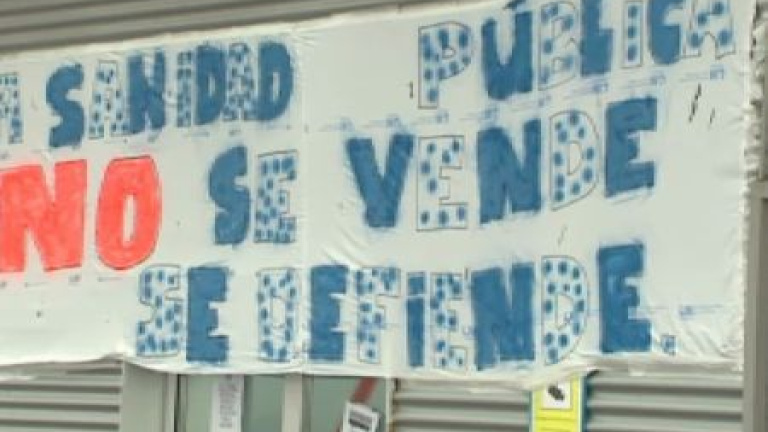 A SANIDAD PÚBLICA
NO SE VENDE
SE DEFIENDE.